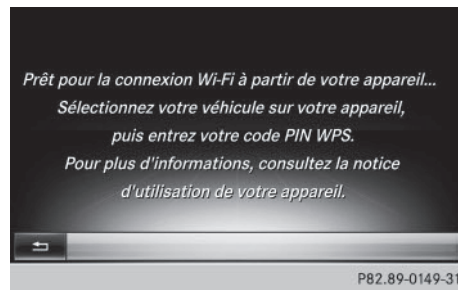 Prêt pour la connexion Wi-Fi à partir de votre appareil...
Sélectionnez votre véhicule sur votre appareil,
puis entrez votre code PIN WPS.
Pour plus d'informations, consultez la notice
d'utilisation de votre appareil.
P82.89-0149-31